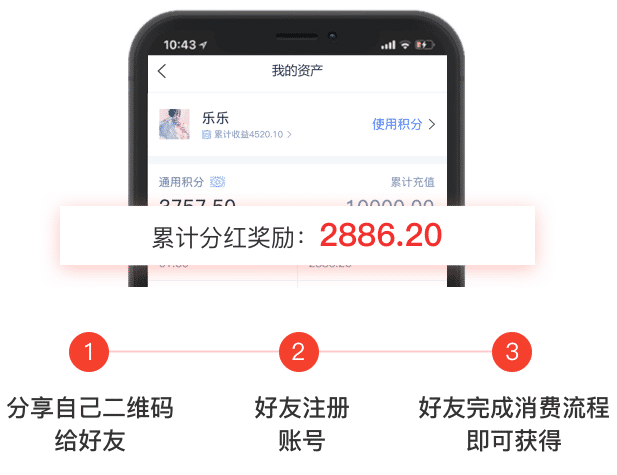 10:43
我的资产
乐乐
使用积分
累计收益4520.10
通用积分
累计充值
3757.50
10000.00
累计分红奖励：2886.20
2886.20
1
2
3
分享自己二维码
给好友
好友注册
账号
好友完成消费流程
即可获得